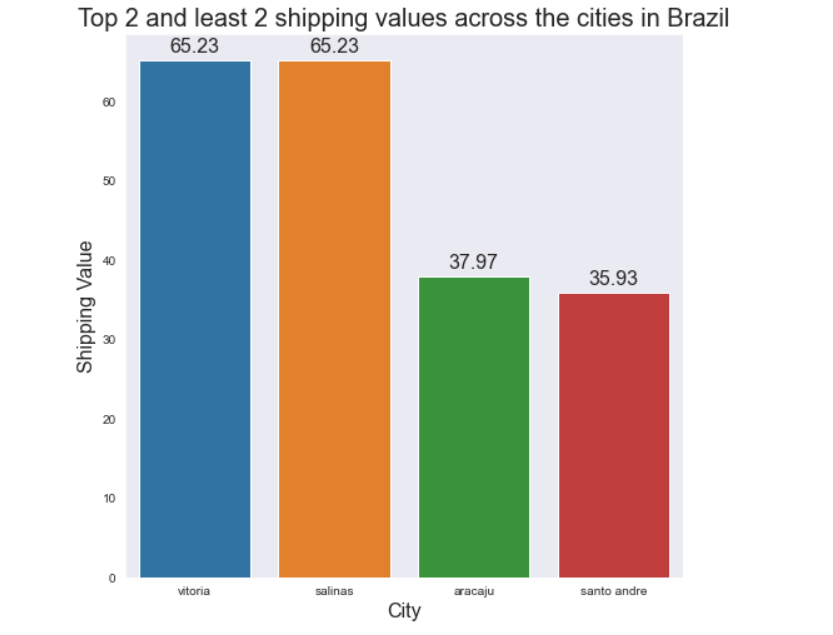 Top 2 and least 2 shipping values across the cities in Brazil
65.23
65.23
37.97
35.93
Shipping Value
60
50
40
30
20
10
0
vitoria
salinas
aracaju
santo andre
City